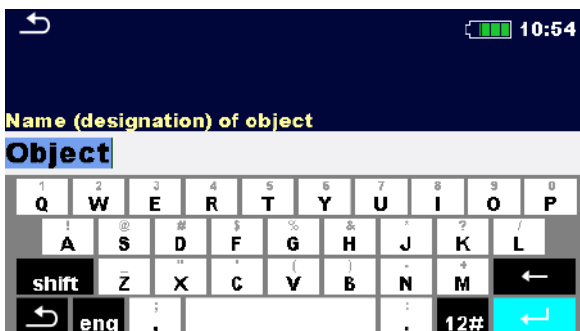 10:54
Name (designation) of object
Object
1 2 3 4 5 6 7 8 9 0
Q W E R T Y U I O P
! @ # $ % & * ? /
A S D F G H J K L
_ " ' ( ) - +
shift Z X C V B N M ←
; :
eng . . 12#